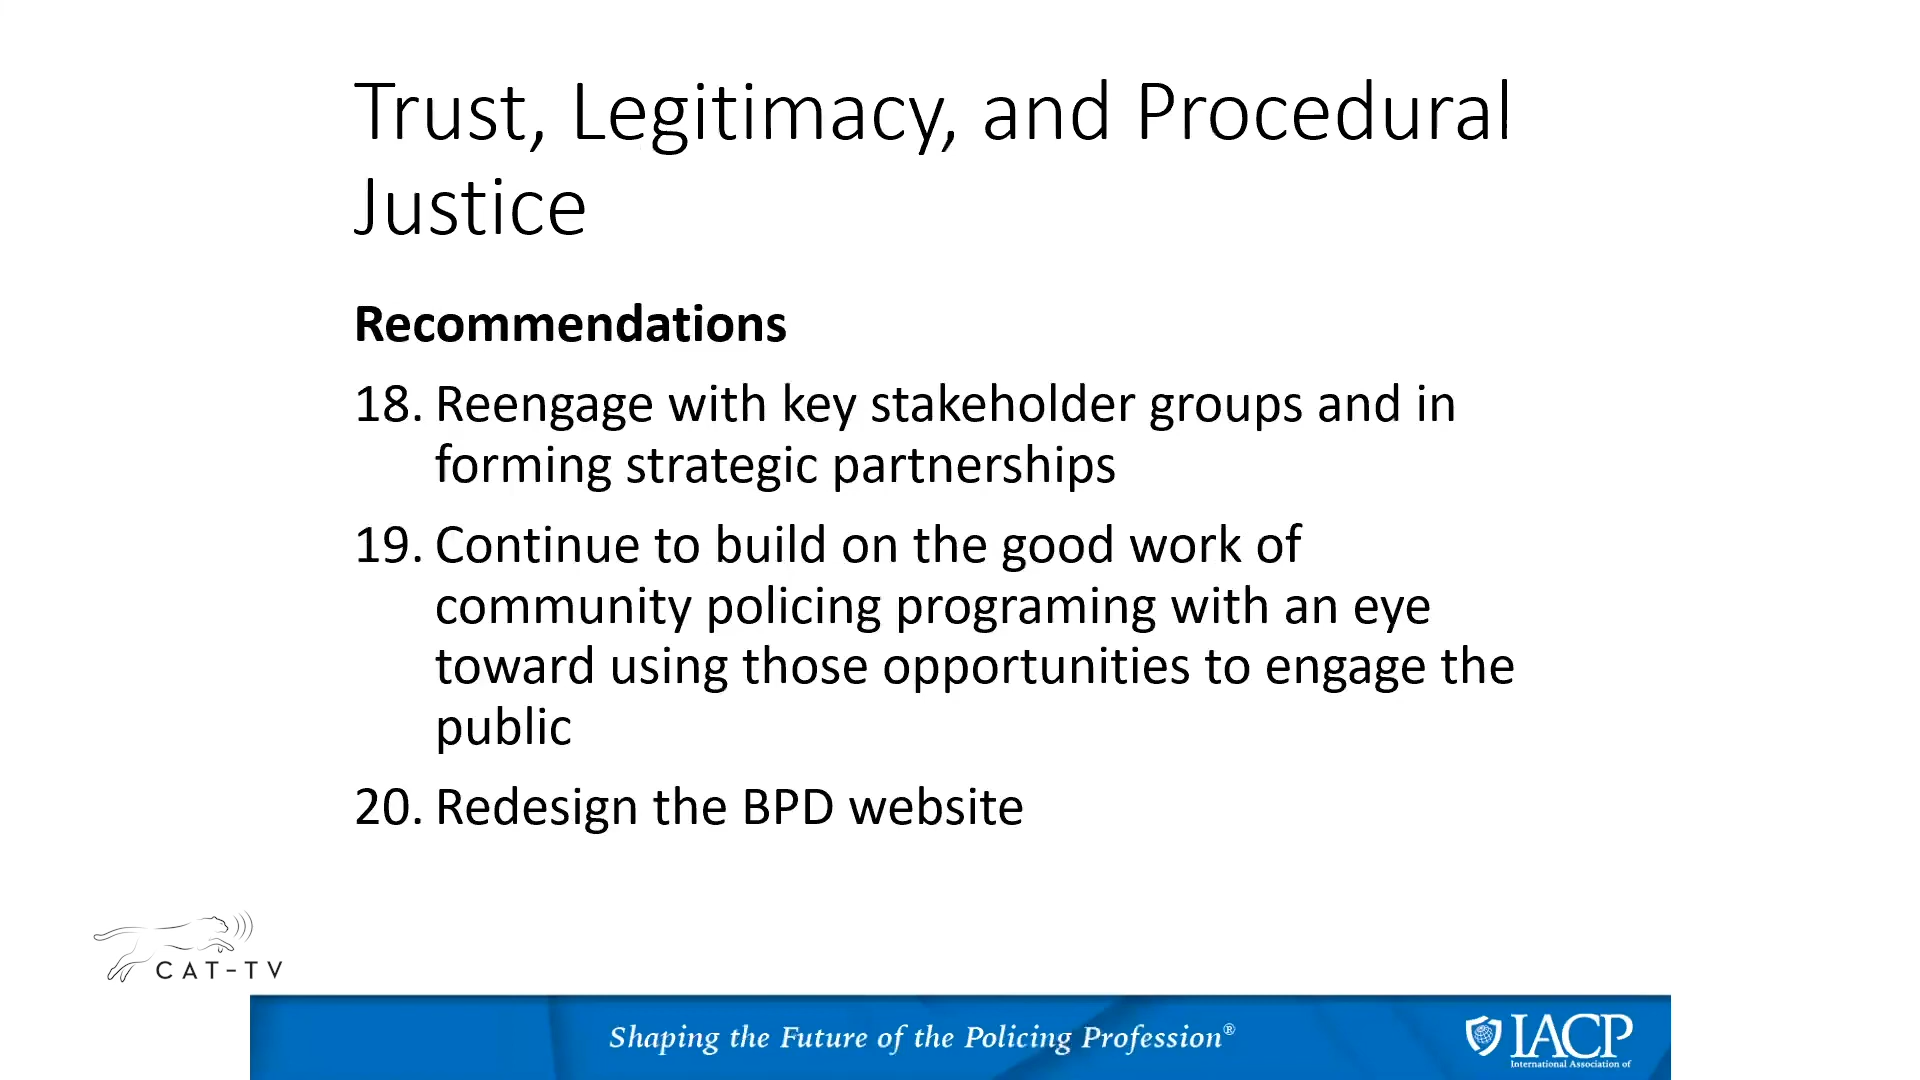 Trust, Legitimacy, and Procedural
Justice
Recommendations
18. Reengage with key stakeholder groups and in
forming strategic partnerships
19. Continue to build on the good work of
community policing programing with an eye
toward using those opportunities to engage the
public
20. Redesign the BPD website
CAT-TV
Shaping the Future of the Policing Profession®
IACP
International Association of